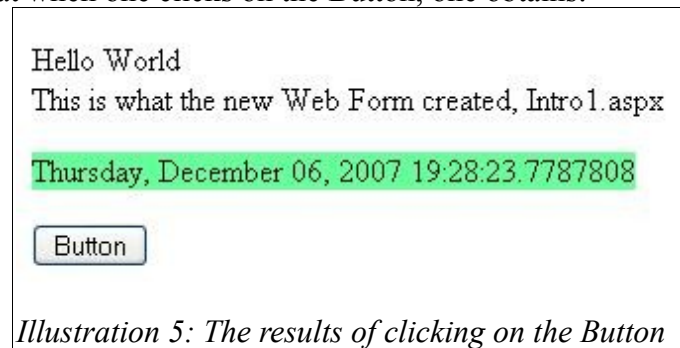 Hello World
This is what the new Web Form created, Intro1.aspx
Thursday, December 06, 2007 19:28:23.7787808
Button
Illustration 5: The results of clicking on the Button